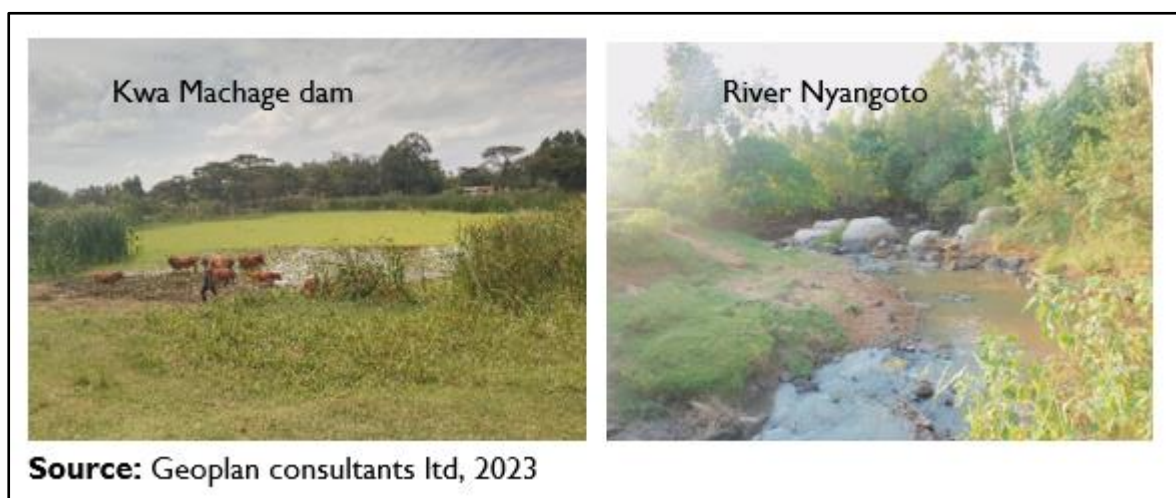 Kwa Machage dam
River Nyangoto
Source: Geoplan consultants ltd, 2023